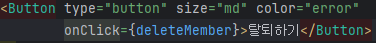 <Button type="button" size="md" color="error"
onClick={deleteMember}>탈퇴하기</Button>